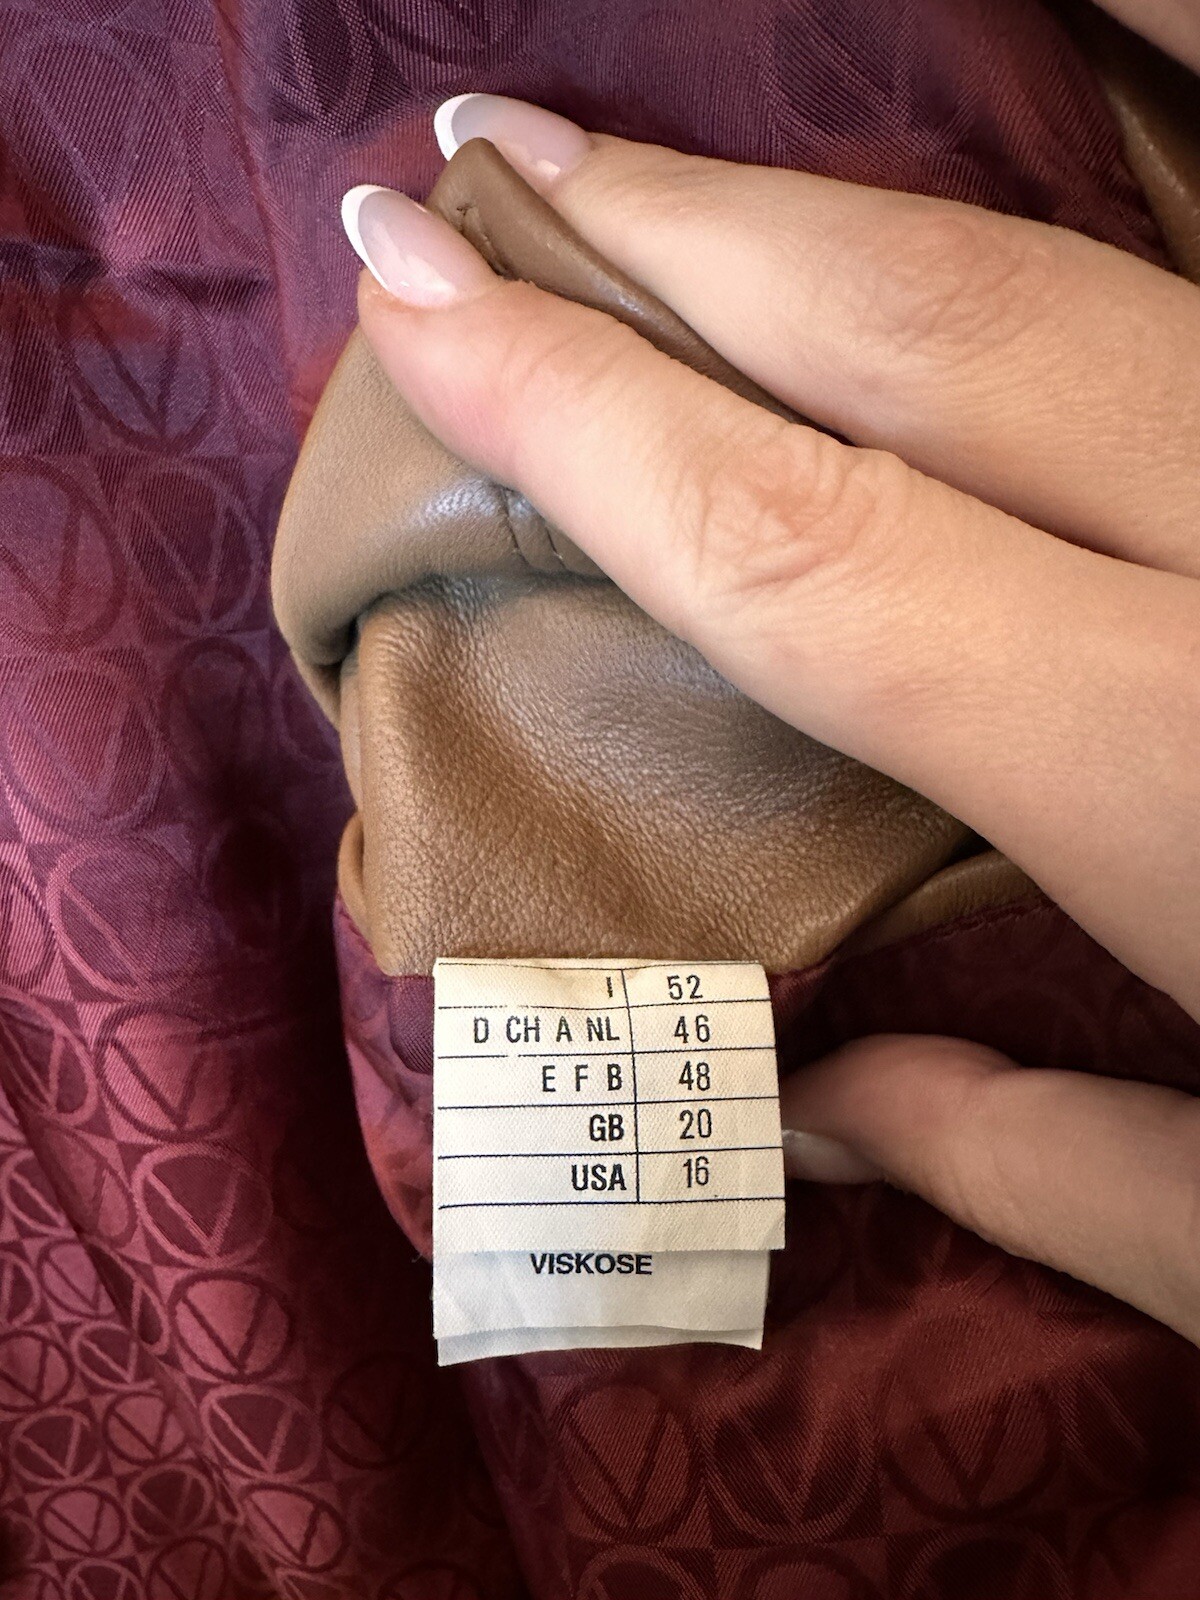 I 52
D CH A NL 46
E F B 48
GB 20
USA 16
VISKOSE